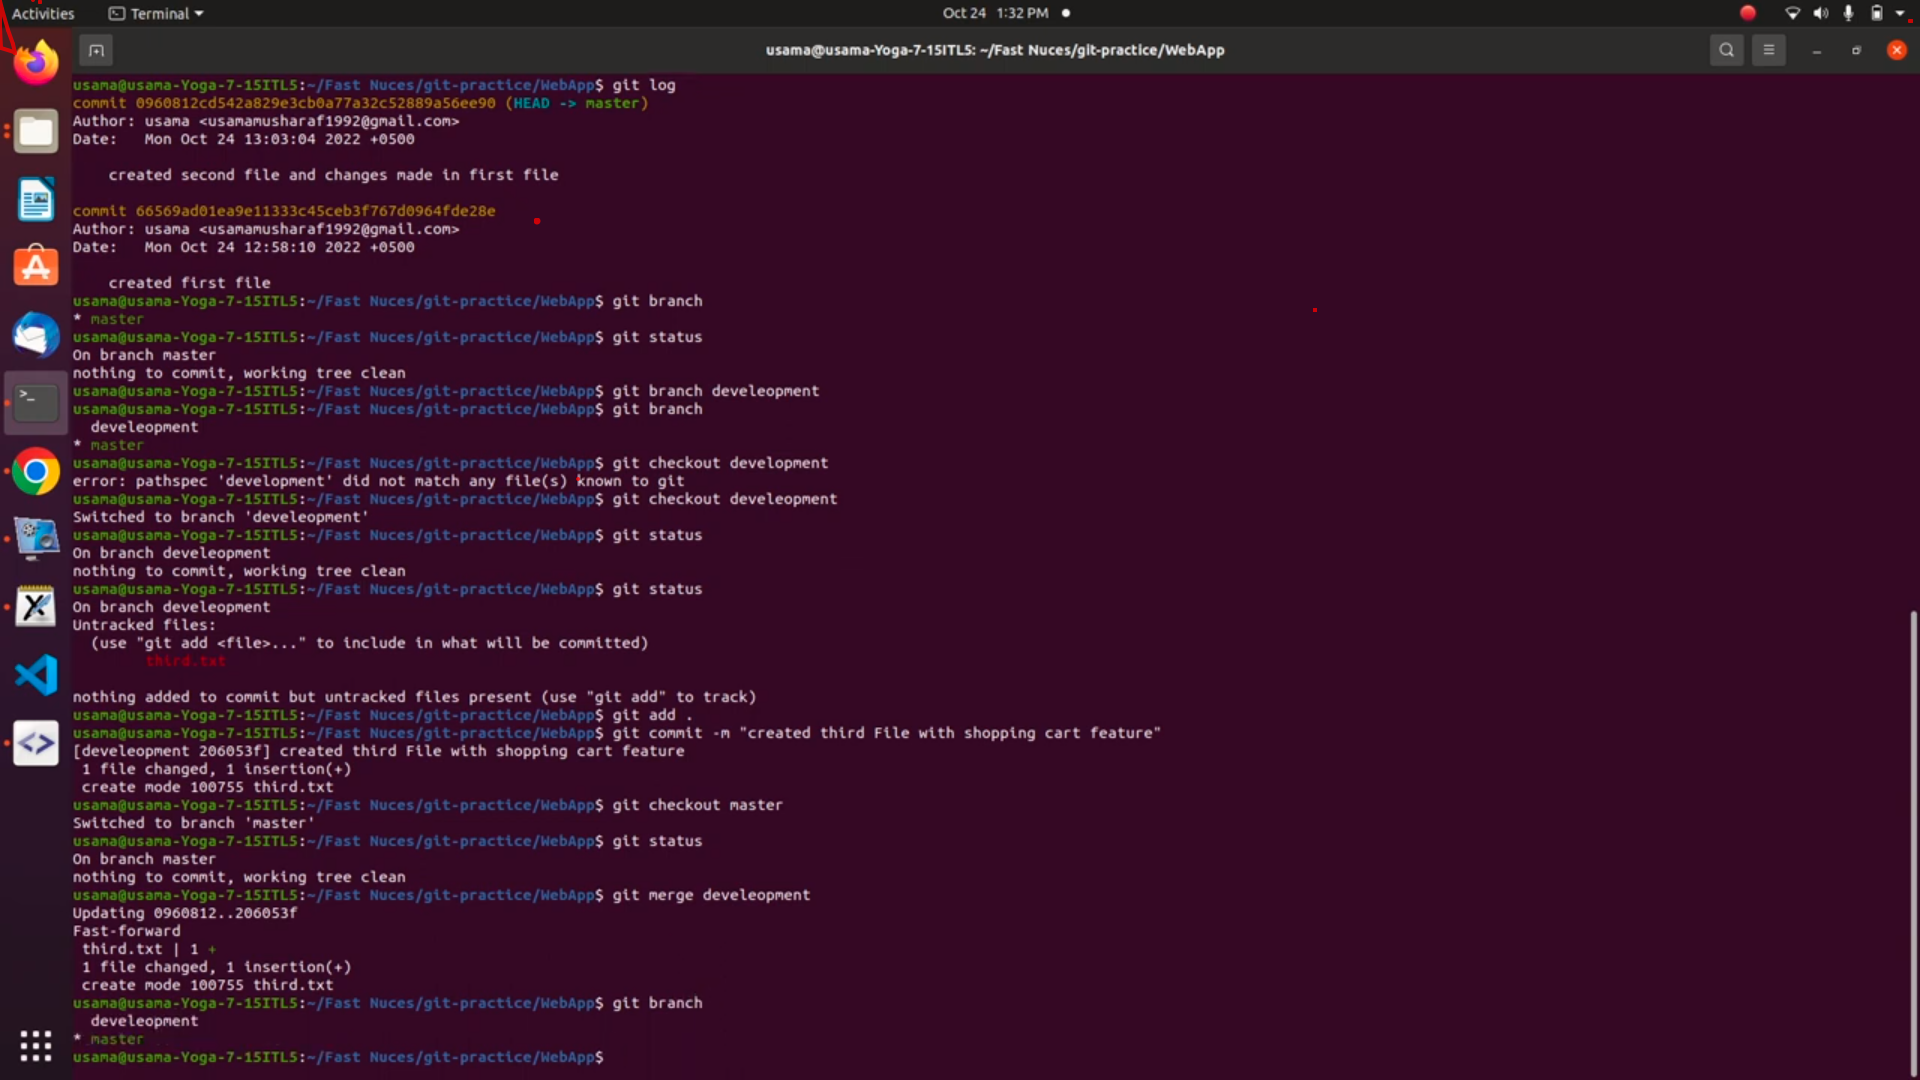 Activities
Terminal
Oct 24 1:32 PM
usama@usama-Yoga-7-15ITL5: ~/Fast Nuces/git-practice/WebApp
usama@usama-Yoga-7-15ITL5:~/Fast Nuces/git-practice/WebApp$ git log
commit 0960812cd542a829e3cb0a77a32c52889a56ee90 (HEAD -> master)
Author: usama <usamamusharaf1992@gmail.com>
Date:   Mon Oct 24 13:03:04 2022 +0500
created second file and changes made in first file
commit 66569ad01ea9e11333c45ceb3f767d0964fde28e
Author: usama <usamamusharaf1992@gmail.com>
Date:   Mon Oct 24 12:58:10 2022 +0500
created first file
usama@usama-Yoga-7-15ITL5:~/Fast Nuces/git-practice/WebApp$ git branch
* master
usama@usama-Yoga-7-15ITL5:~/Fast Nuces/git-practice/WebApp$ git status
On branch master
nothing to commit, working tree clean
usama@usama-Yoga-7-15ITL5:~/Fast Nuces/git-practice/WebApp$ git branch develeopment
usama@usama-Yoga-7-15ITL5:~/Fast Nuces/git-practice/WebApp$ git branch
develeopment
* master
usama@usama-Yoga-7-15ITL5:~/Fast Nuces/git-practice/WebApp$ git checkout development
error: pathspec 'development' did not match any file(s) known to git
usama@usama-Yoga-7-15ITL5:~/Fast Nuces/git-practice/WebApp$ git checkout develeopment
Switched to branch 'develeopment'
usama@usama-Yoga-7-15ITL5:~/Fast Nuces/git-practice/WebApp$ git status
On branch develeopment
nothing to commit, working tree clean
usama@usama-Yoga-7-15ITL5:~/Fast Nuces/git-practice/WebApp$ git status
On branch develeopment
Untracked files:
(use "git add <file>..." to include in what will be committed)
third.txt
nothing added to commit but untracked files present (use "git add" to track)
usama@usama-Yoga-7-15ITL5:~/Fast Nuces/git-practice/WebApp$ git add .
usama@usama-Yoga-7-15ITL5:~/Fast Nuces/git-practice/WebApp$ git commit -m "created third File with shopping cart feature"
[develeopment 206053f] created third File with shopping cart feature
1 file changed, 1 insertion(+)
create mode 100755 third.txt
usama@usama-Yoga-7-15ITL5:~/Fast Nuces/git-practice/WebApp$ git checkout master
Switched to branch 'master'
usama@usama-Yoga-7-15ITL5:~/Fast Nuces/git-practice/WebApp$ git status
On branch master
nothing to commit, working tree clean
usama@usama-Yoga-7-15ITL5:~/Fast Nuces/git-practice/WebApp$ git merge develeopment
Updating 0960812..206053f
Fast-forward
third.txt | 1 +
1 file changed, 1 insertion(+)
create mode 100755 third.txt
usama@usama-Yoga-7-15ITL5:~/Fast Nuces/git-practice/WebApp$ git branch
develeopment
* master
usama@usama-Yoga-7-15ITL5:~/Fast Nuces/git-practice/WebApp$